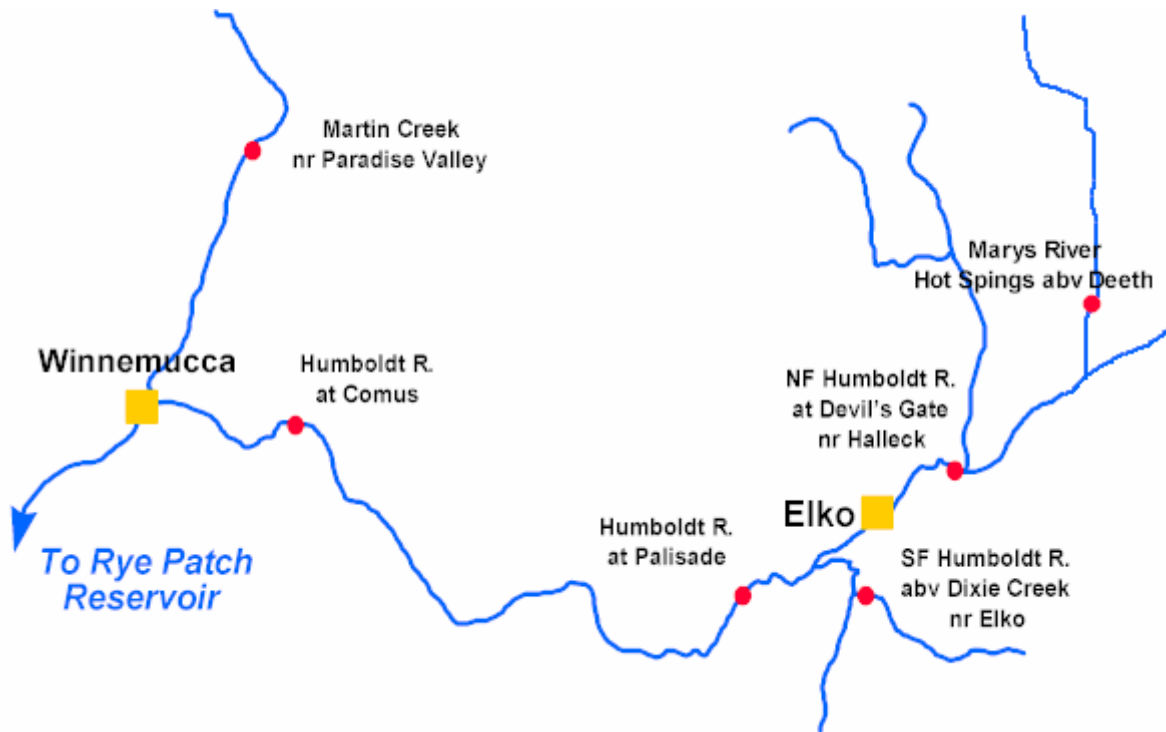 Martin Creek
nr Paradise Valley
Marys River
Hot Spings abv Deeth
Winnemucca
Humboldt R.
at Comus
NF Humboldt R.
at Devil's Gate
nr Halleck
Elko
Humboldt R.
at Palisade
SF Humboldt R.
abv Dixie Creek
nr Elko
To Rye Patch
Reservoir